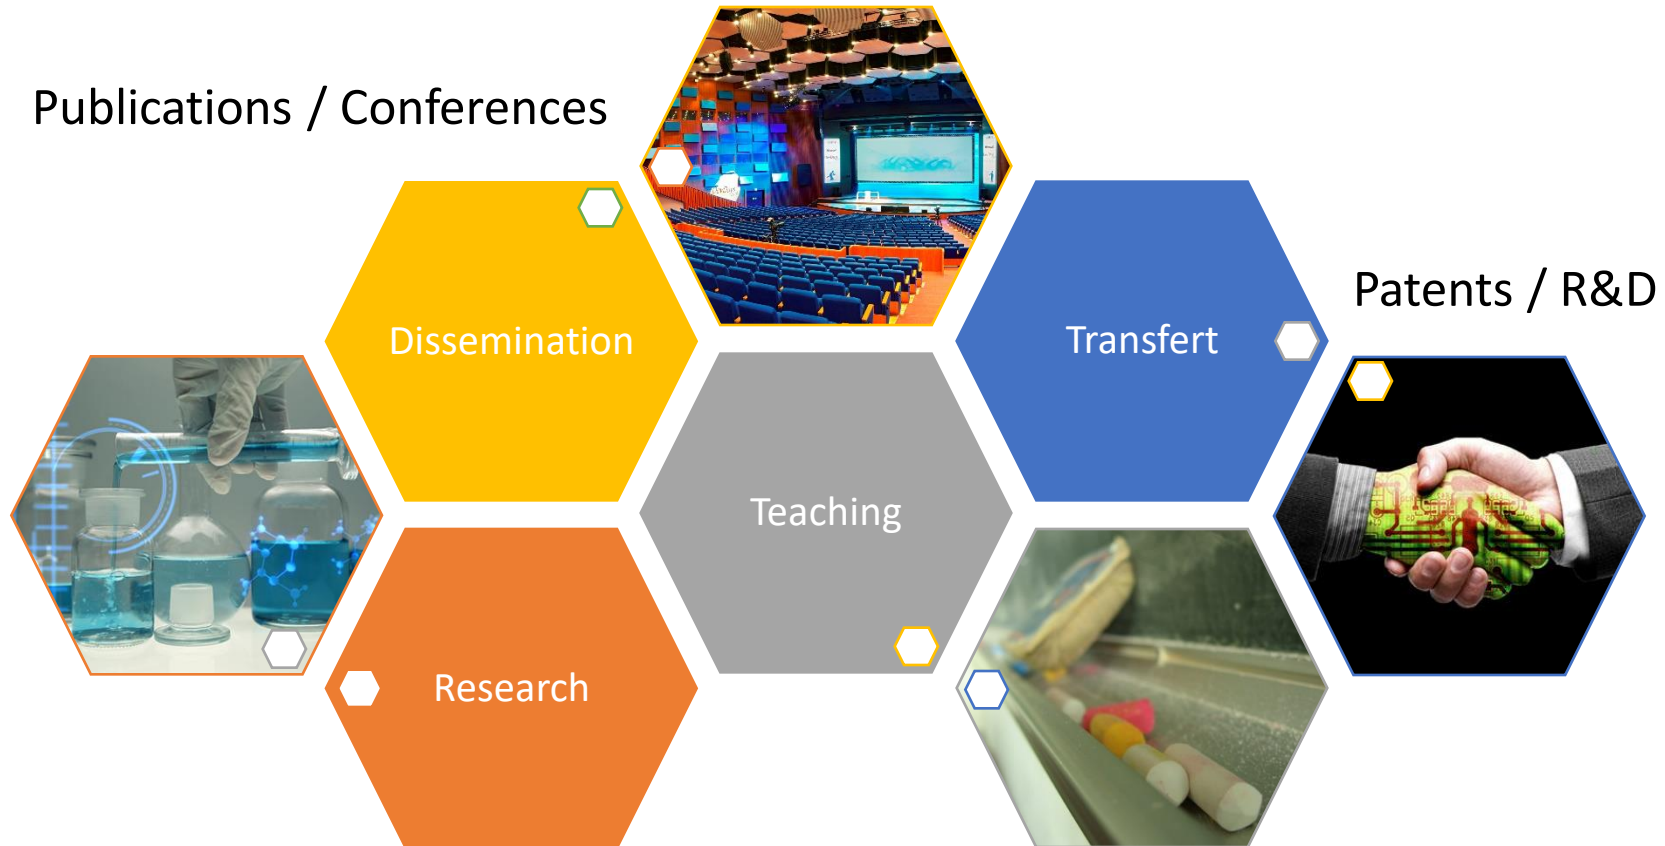 Publications / Conferences
Patents / R&D
Dissemination
Transfert
Teaching
Research